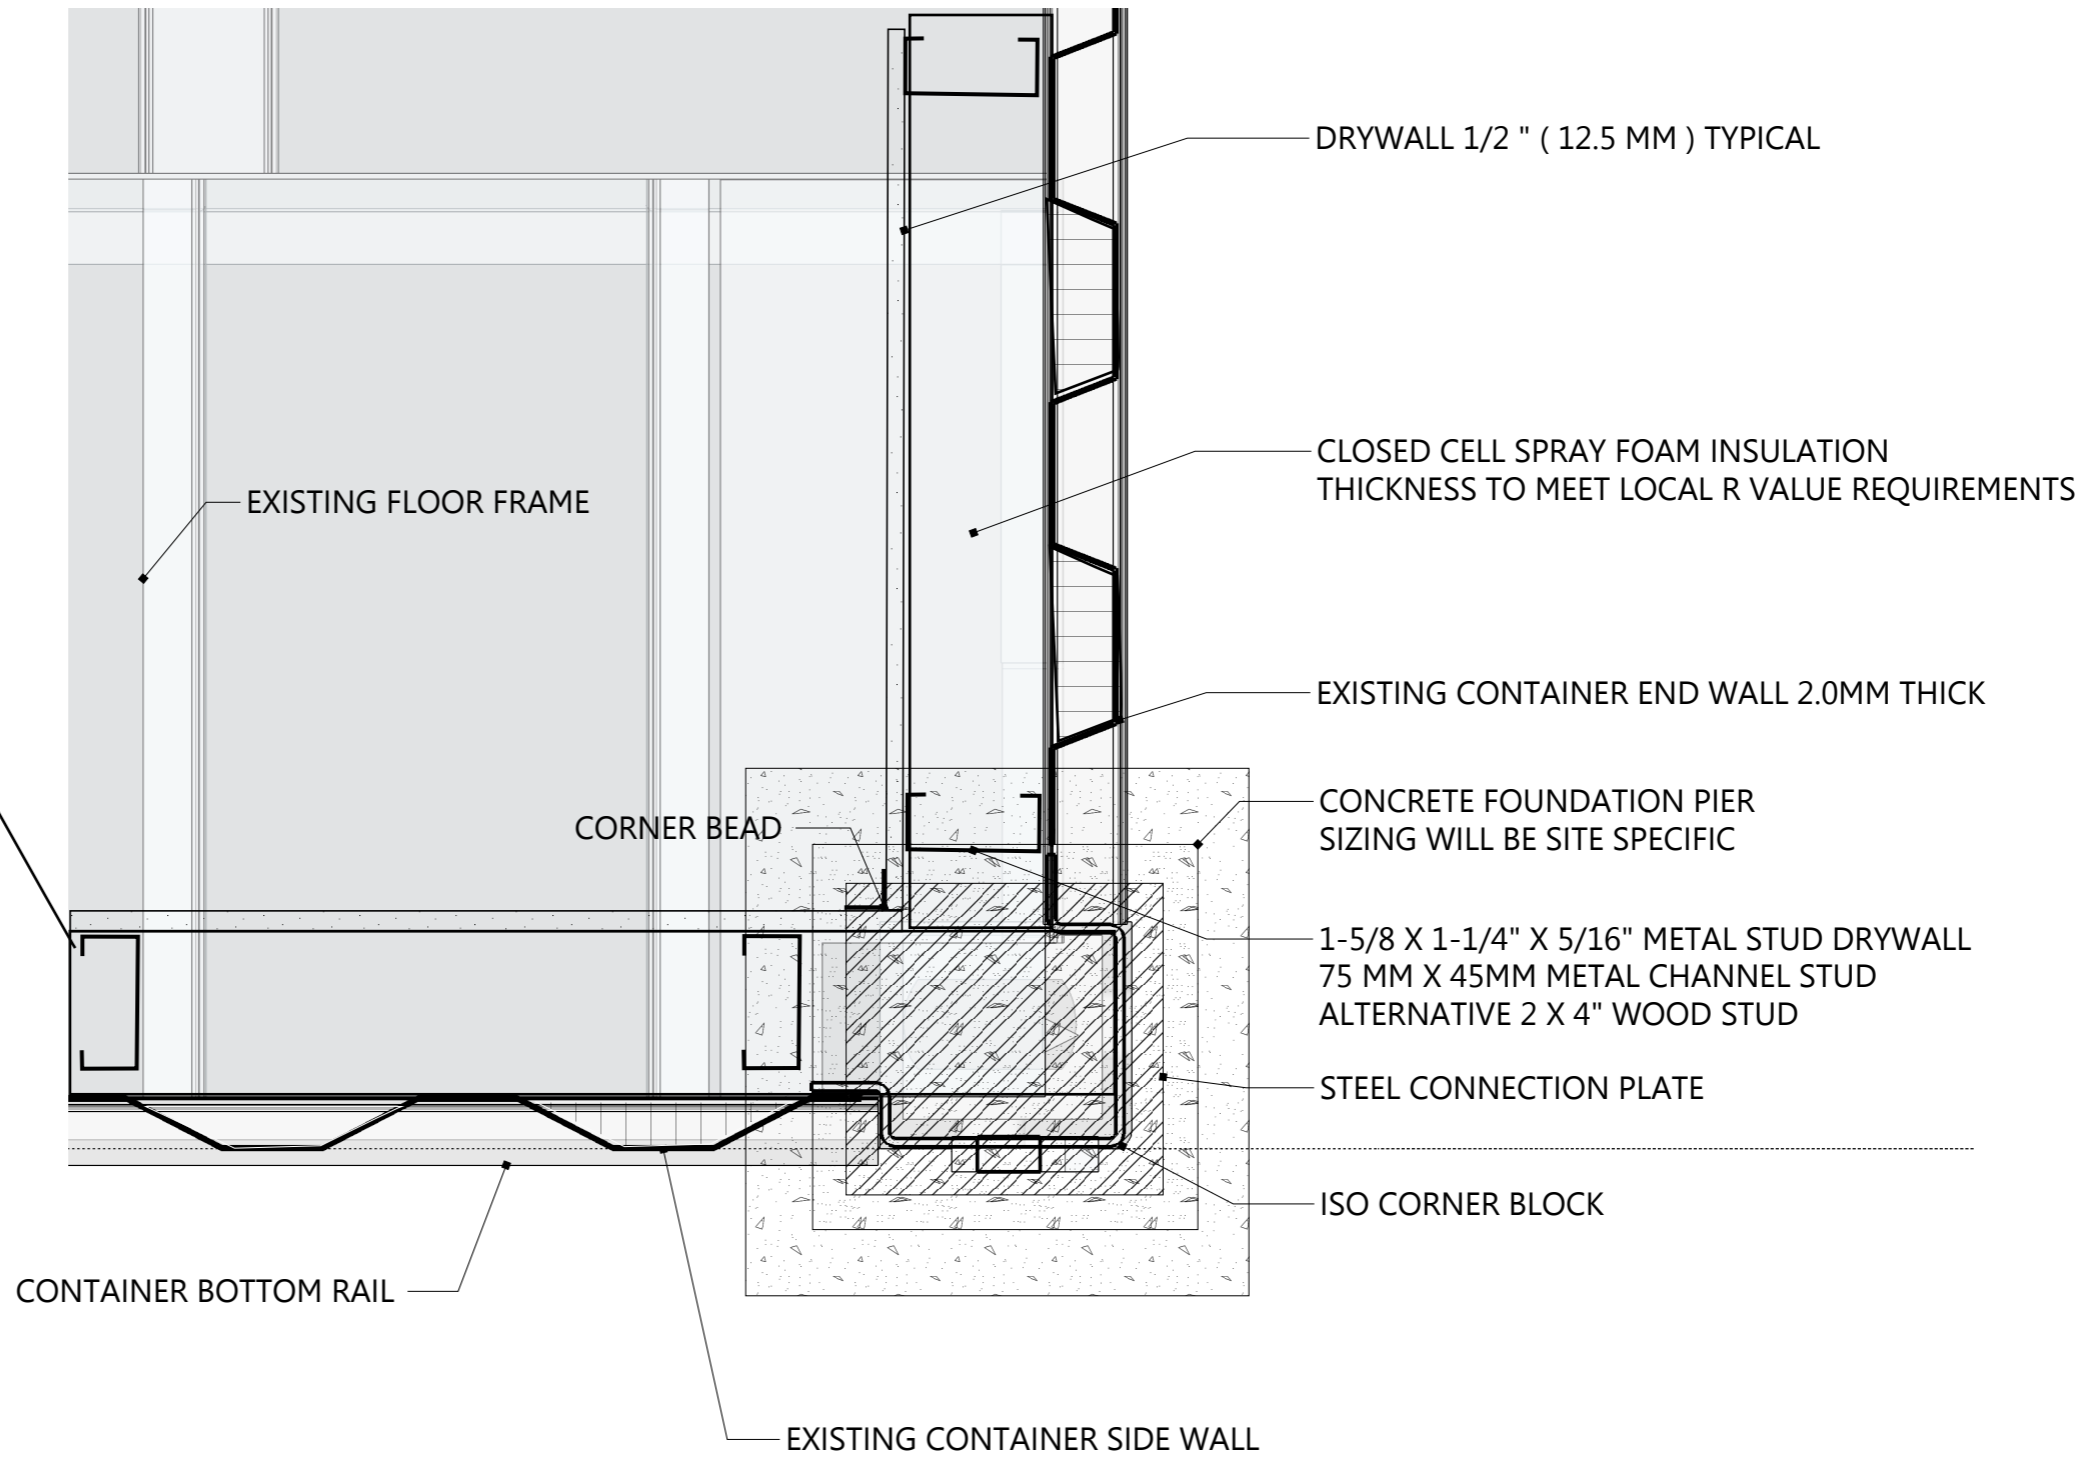 DRYWALL 1/2 " ( 12.5 MM ) TYPICAL
CLOSED CELL SPRAY FOAM INSULATION
THICKNESS TO MEET LOCAL R VALUE REQUIREMENTS
EXISTING FLOOR FRAME
EXISTING CONTAINER END WALL 2.0MM THICK
CONCRETE FOUNDATION PIER
SIZING WILL BE SITE SPECIFIC
CORNER BEAD
1-5/8 X 1-1/4" X 5/16" METAL STUD DRYWALL
75 MM X 45MM METAL CHANNEL STUD
ALTERNATIVE 2 X 4" WOOD STUD
STEEL CONNECTION PLATE
ISO CORNER BLOCK
CONTAINER BOTTOM RAIL
EXISTING CONTAINER SIDE WALL